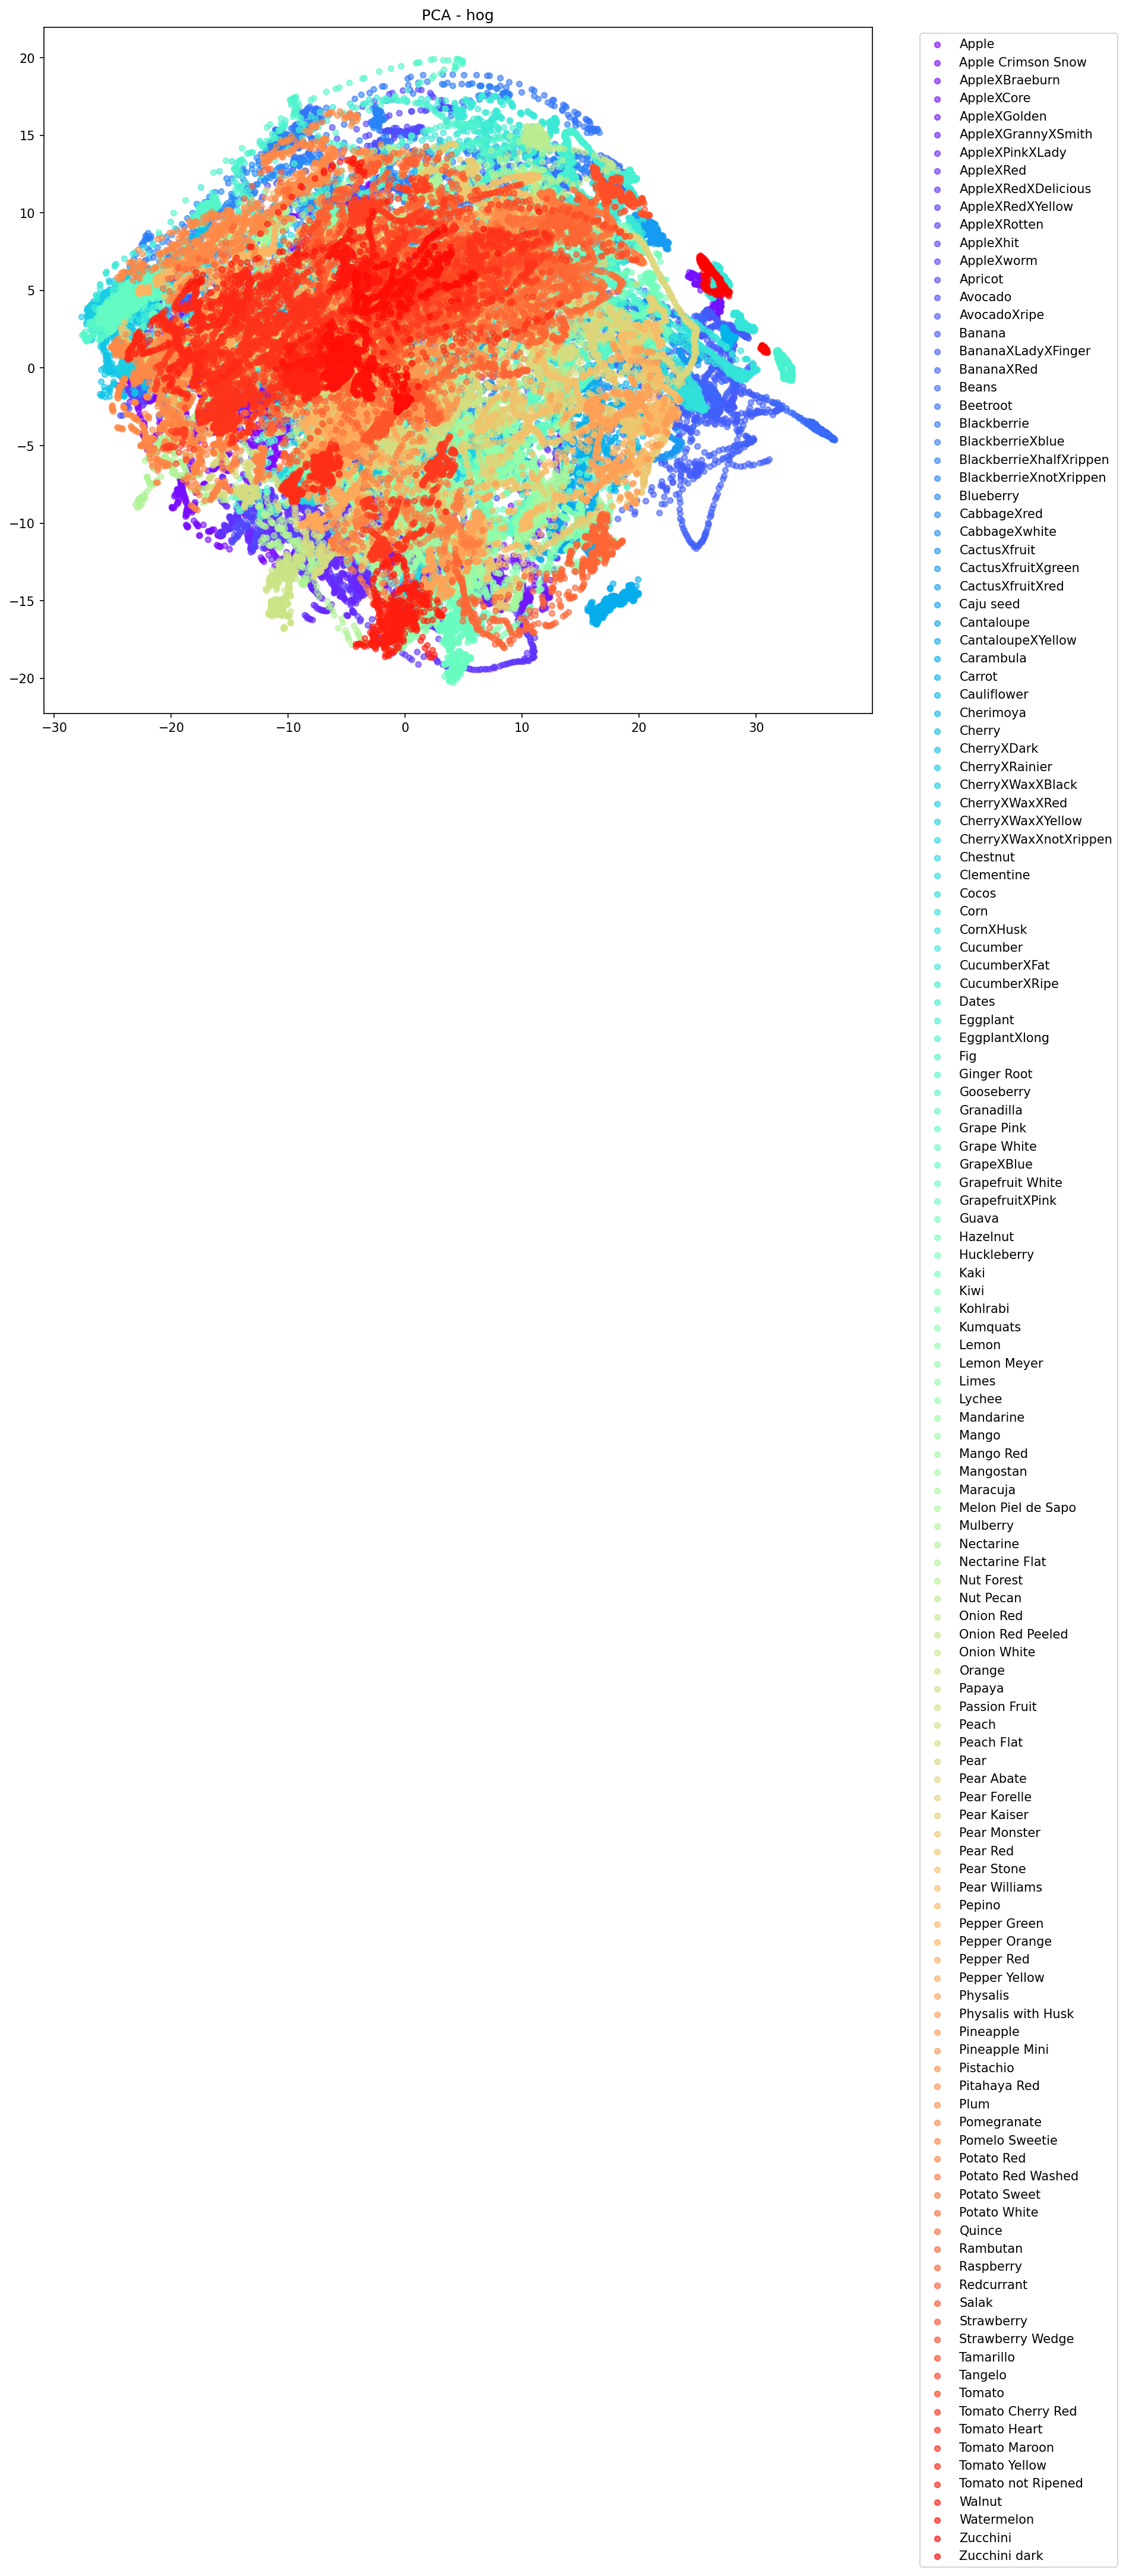 PCA - hog
20
15
10
5
0
−5
−10
−15
−20
−30
−20
−10
0
10
20
30
Apple
Apple Crimson Snow
AppleXBraeburn
AppleXCore
AppleXGolden
AppleXGrannyXSmith
AppleXPinkXLady
AppleXRed
AppleXRedXDelicious
AppleXRedXYellow
AppleXRotten
AppleXhit
AppleXworm
Apricot
Avocado
AvocadoXripe
Banana
BananaXLadyXFinger
BananaXRed
Beans
Beetroot
Blackberrie
BlackberrieXblue
BlackberrieXhalfXrippen
BlackberrieXnotXrippen
Blueberry
CabbageXred
CabbageXwhite
CactusXfruit
CactusXfruitXgreen
CactusXfruitXred
Caju seed
Cantaloupe
CantaloupeXYellow
Carambula
Carrot
Cauliflower
Cherimoya
Cherry
CherryXDark
CherryXRainier
CherryXWaxXBlack
CherryXWaxXRed
CherryXWaxXYellow
CherryXWaxXnotXrippen
Chestnut
Clementine
Cocos
Corn
CornXHusk
Cucumber
CucumberXFat
CucumberXRipe
Dates
Eggplant
EggplantXlong
Fig
Ginger Root
Gooseberry
Granadilla
Grape Pink
Grape White
GrapeXBlue
Grapefruit White
GrapefruitXPink
Guava
Hazelnut
Huckleberry
Kaki
Kiwi
Kohlrabi
Kumquats
Lemon
Lemon Meyer
Limes
Lychee
Mandarine
Mango
Mango Red
Mangostan
Maracuja
Melon Piel de Sapo
Mulberry
Nectarine
Nectarine Flat
Nut Forest
Nut Pecan
Onion Red
Onion Red Peeled
Onion White
Orange
Papaya
Passion Fruit
Peach
Peach Flat
Pear
Pear Abate
Pear Forelle
Pear Kaiser
Pear Monster
Pear Red
Pear Stone
Pear Williams
Pepino
Pepper Green
Pepper Orange
Pepper Red
Pepper Yellow
Physalis
Physalis with Husk
Pineapple
Pineapple Mini
Pistachio
Pitahaya Red
Plum
Pomegranate
Pomelo Sweetie
Potato Red
Potato Red Washed
Potato Sweet
Potato White
Quince
Rambutan
Raspberry
Redcurrant
Salak
Strawberry
Strawberry Wedge
Tamarillo
Tangelo
Tomato
Tomato Cherry Red
Tomato Heart
Tomato Maroon
Tomato Yellow
Tomato not Ripened
Walnut
Watermelon
Zucchini
Zucchini dark